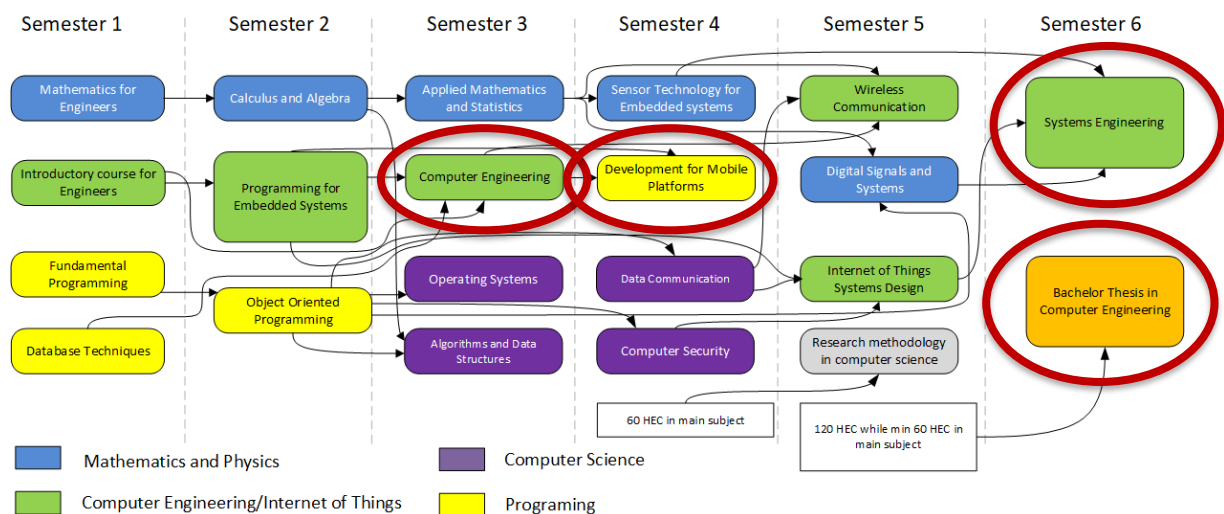 Semester 1
Semester 2
Semester 3
Semester 4
Semester 5
Semester 6
Mathematics for
Engineers
Calculus and Algebra
Applied Mathematics
and Statistics
Sensor Technology for
Embedded systems
Wireless
Communication
Systems Engineering
Introductory course for
Engineers
Programming for
Embedded Systems
Computer Engineering
Development for Mobile
Platforms
Digital Signals and
Systems
Fundamental
Programming
Object Oriented
Programming
Operating Systems
Data Communication
Internet of Things
Systems Design
Bachelor Thesis in
Computer Engineering
Database Techniques
Algorithms and Data
Structures
Computer Security
Research methodology
in computer science
60 HEC in main subject
120 HEC while min 60 HEC in
main subject
Mathematics and Physics
Computer Science
Computer Engineering/Internet of Things
Programing